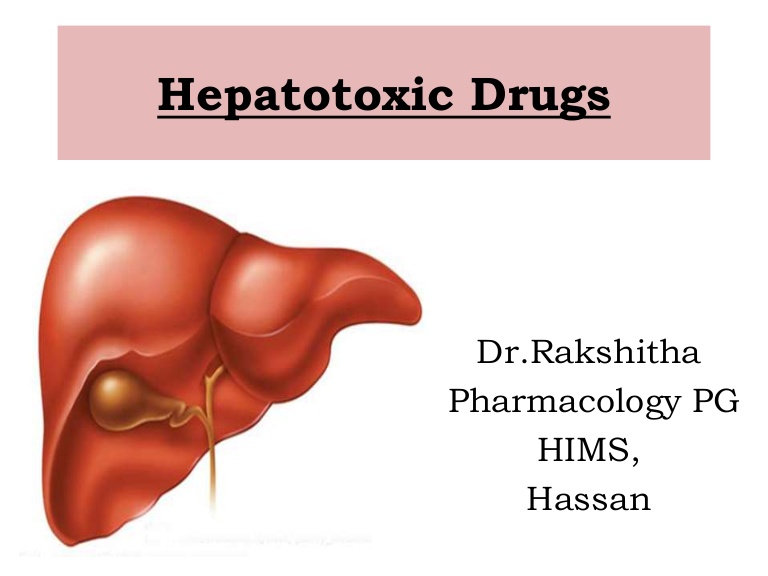 Hepatotoxic Drugs
Dr.Rakshitha
Pharmacology PG
HIMS,
Hassan